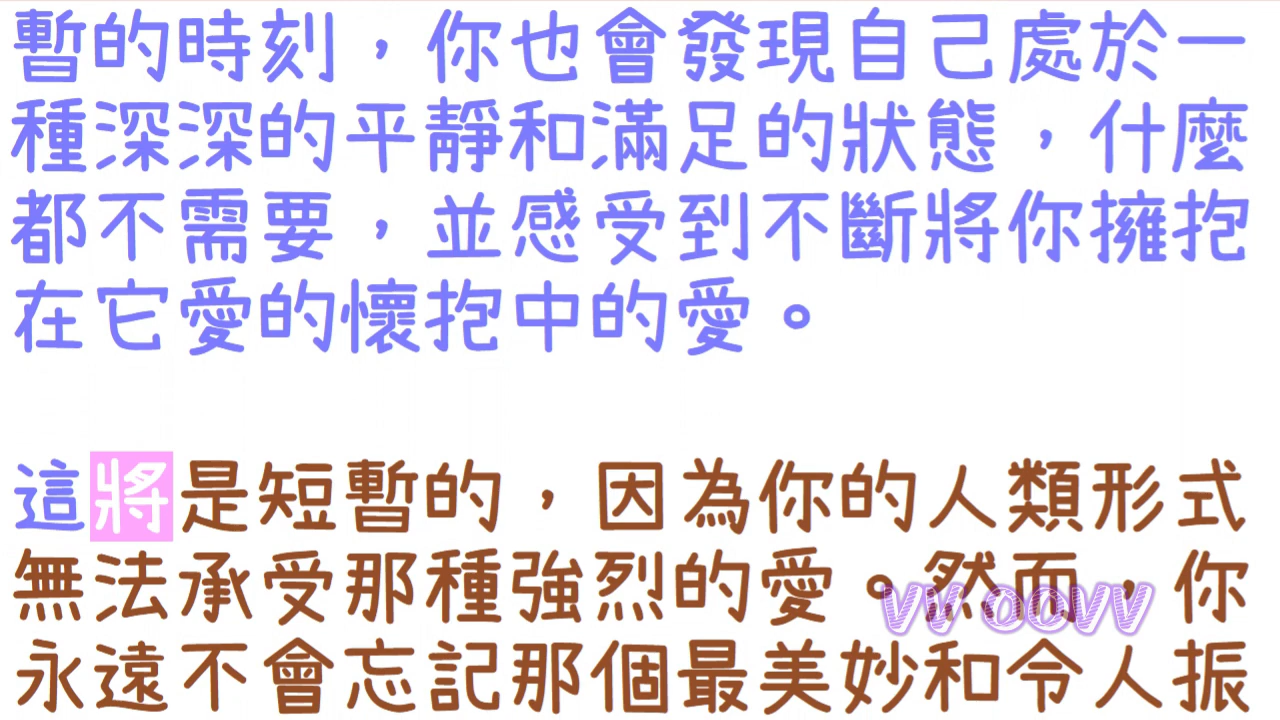 暫的時刻，你也會發現自己處於一
種深深的平靜和滿足的狀態，什麼
都不需要，並感受到不斷將你擁抱
在它愛的懷抱中的愛。
這將是短暫的，因為你的人類形式
無法承受那種強烈的愛。然而，你
vv oovv
永遠不會忘記那個最美妙和令人振